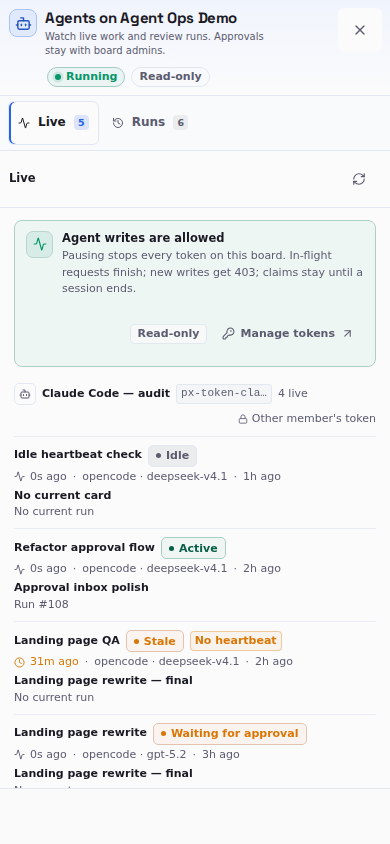 Agents on Agent Ops Demo
Watch live work and review runs. Approvals
stay with board admins.
Running Read-only
Live 5 Runs 6
Live
Agent writes are allowed
Pausing stops every token on this board. In-flight
requests finish; new writes get 403; claims stay until a
session ends.
Read-only Manage tokens
Claude Code — audit px-token-cla… 4 live
Other member's token
Idle heartbeat check Idle
0s ago · opencode · deepseek-v4.1 · 1h ago
No current card
No current run
Refactor approval flow Active
0s ago · opencode · deepseek-v4.1 · 2h ago
Approval inbox polish
Run #108
Landing page QA Stale No heartbeat
31m ago · opencode · deepseek-v4.1 · 2h ago
Landing page rewrite — final
No current run
Landing page rewrite Waiting for approval
0s ago · opencode · gpt-5.2 · 3h ago
Landing page rewrite — final